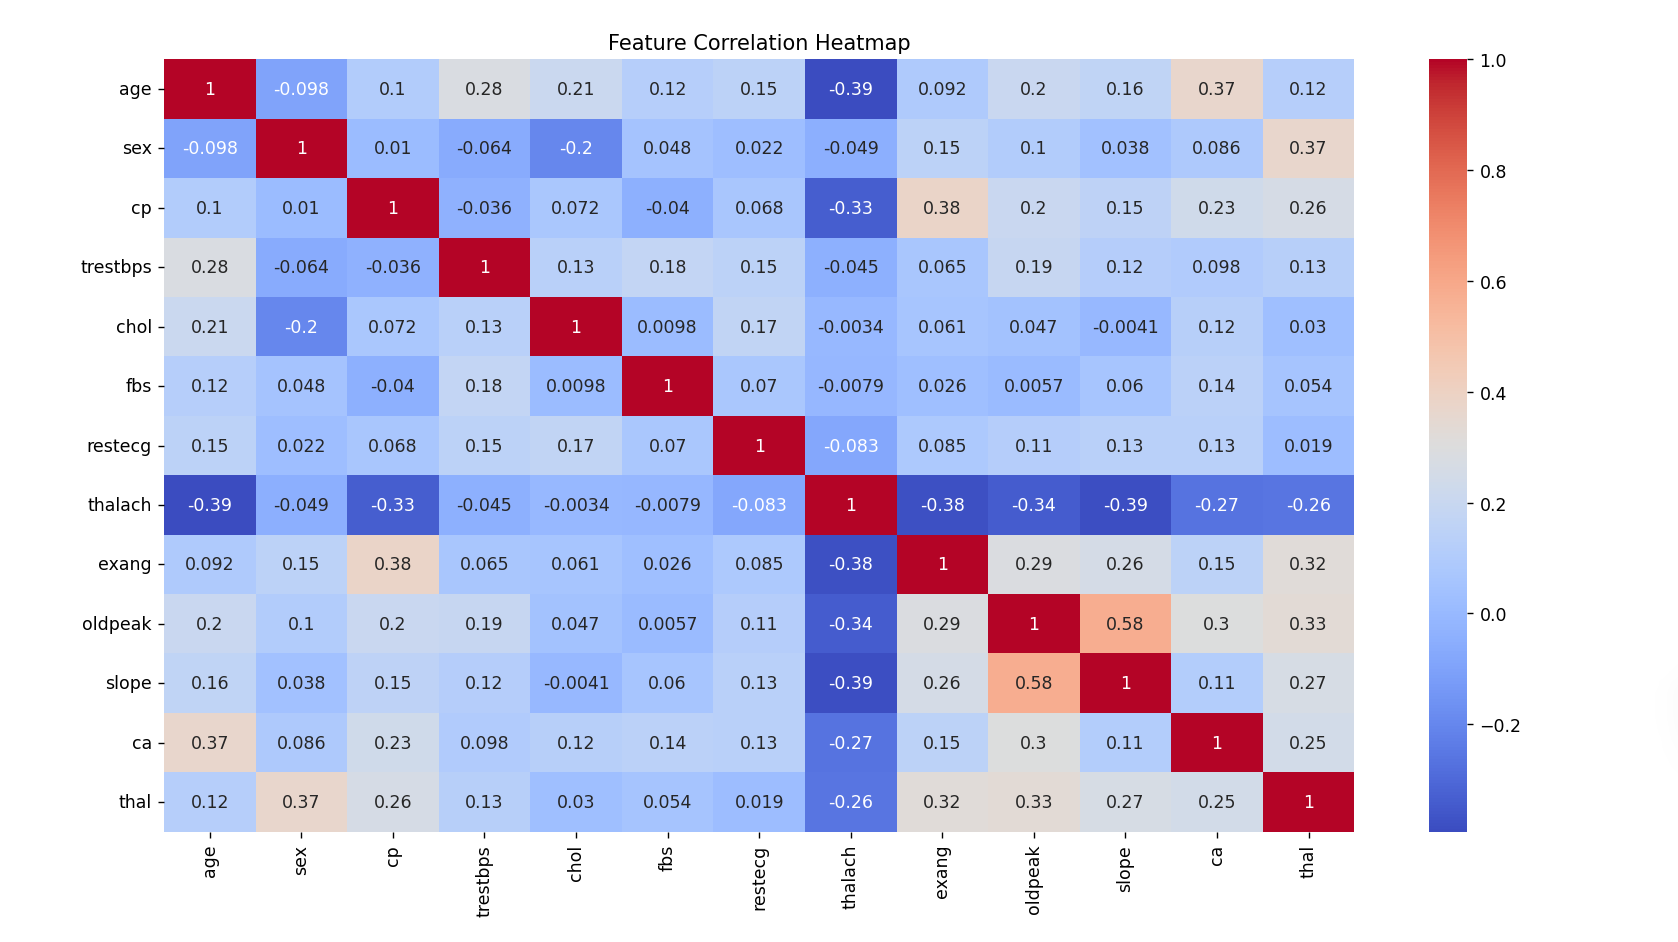 Feature Correlation Heatmap
age 1 -0.098 0.1 0.28 0.21 0.12 0.15 -0.39 0.092 0.2 0.16 0.37 0.12
sex -0.098 1 0.01 -0.064 -0.2 0.048 0.022 -0.049 0.15 0.1 0.038 0.086 0.37
cp 0.1 0.01 1 -0.036 0.072 -0.04 0.068 -0.33 0.38 0.2 0.15 0.23 0.26
trestbps 0.28 -0.064 -0.036 1 0.13 0.18 0.15 -0.045 0.065 0.19 0.12 0.098 0.13
chol 0.21 -0.2 0.072 0.13 1 0.0098 0.17 -0.0034 0.061 0.047 -0.0041 0.12 0.03
fbs 0.12 0.048 -0.04 0.18 0.0098 1 0.07 -0.0079 0.026 0.0057 0.06 0.14 0.054
restecg 0.15 0.022 0.068 0.15 0.17 0.07 1 -0.083 0.085 0.11 0.13 0.13 0.019
thalach -0.39 -0.049 -0.33 -0.045 -0.0034 -0.0079 -0.083 1 -0.38 -0.34 -0.39 -0.27 -0.26
exang 0.092 0.15 0.38 0.065 0.061 0.026 0.085 -0.38 1 0.29 0.26 0.15 0.32
oldpeak 0.2 0.1 0.2 0.19 0.047 0.0057 0.11 -0.34 0.29 1 0.58 0.3 0.33
slope 0.16 0.038 0.15 0.12 -0.0041 0.06 0.13 -0.39 0.26 0.58 1 0.11 0.27
ca 0.37 0.086 0.23 0.098 0.12 0.14 0.13 -0.27 0.15 0.3 0.11 1 0.25
thal 0.12 0.37 0.26 0.13 0.03 0.054 0.019 -0.26 0.32 0.33 0.27 0.25 1
age sex cp trestbps chol fbs restecg thalach exang oldpeak slope ca thal
1.0
0.8
0.6
0.4
0.2
0.0
−0.2